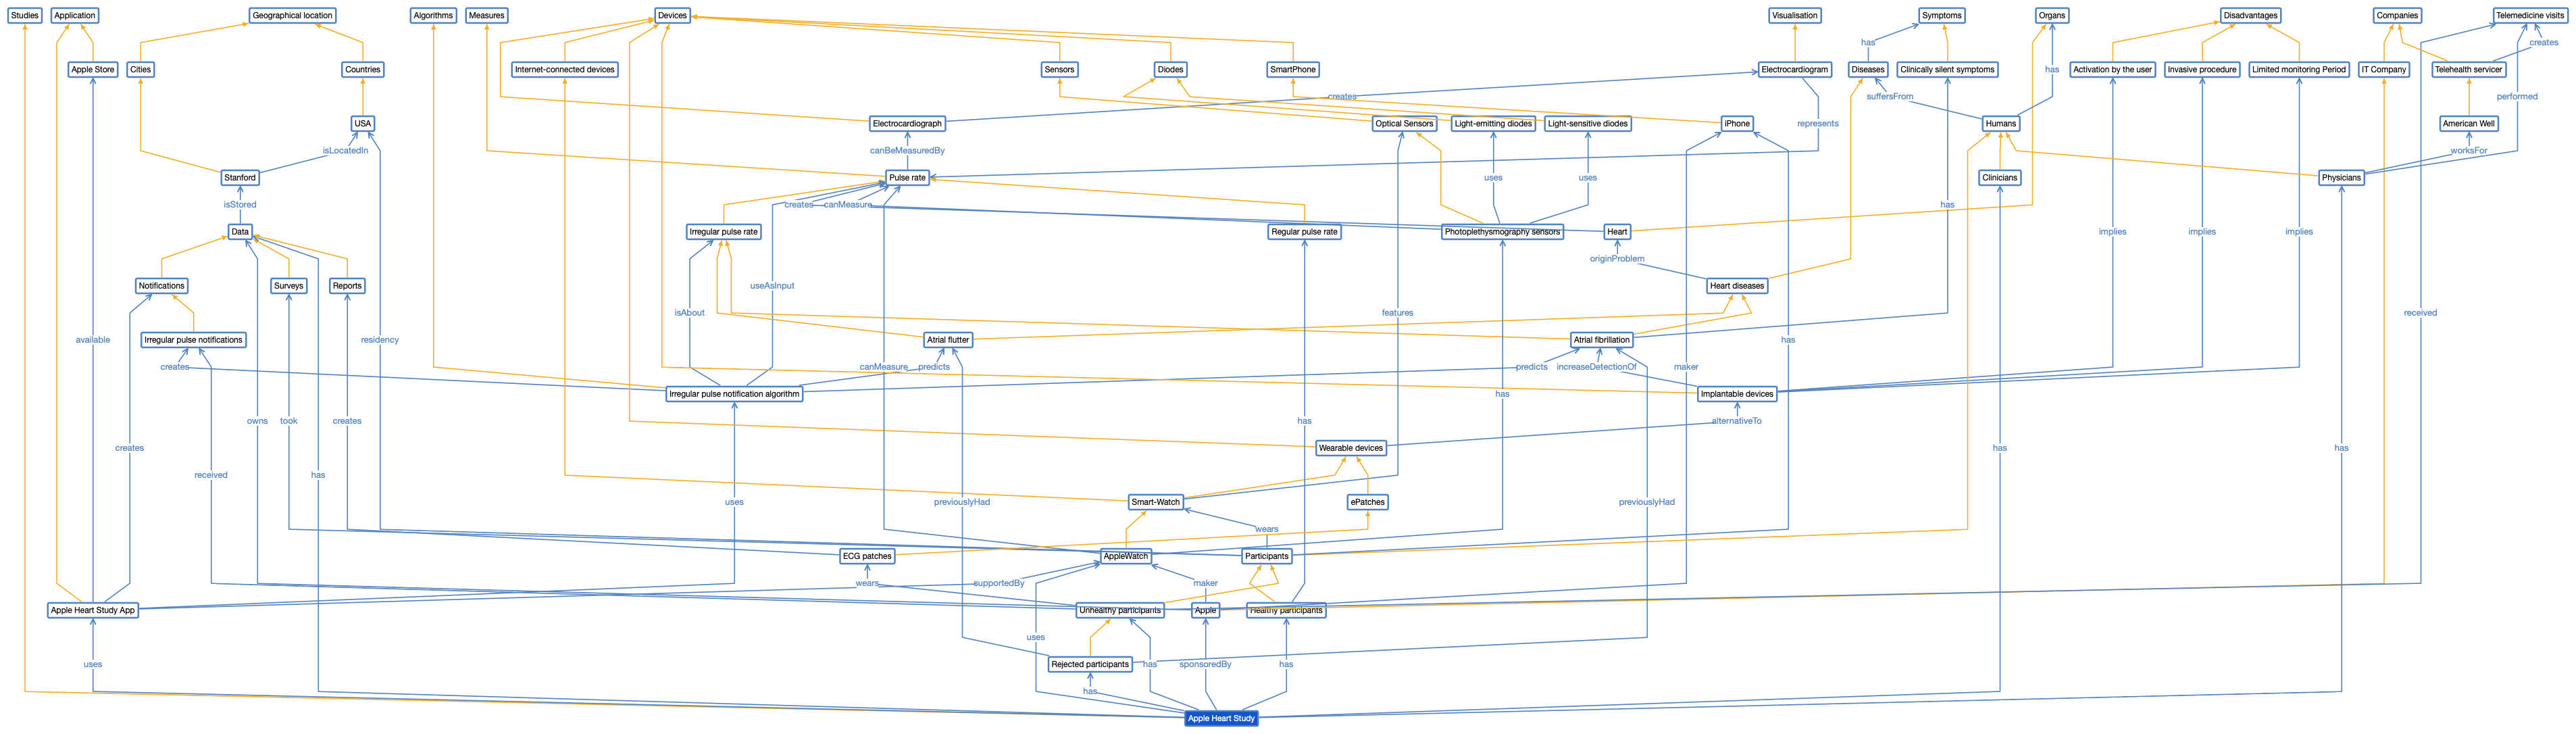 Studies
Application
Geographical location
Algorithms
Measures
Devices
Visualisation
Symptoms
Organs
Disadvantages
Companies
Telemedicine visits
has
creates
Apple Store
Cities
Countries
Internet-connected devices
Sensors
Diodes
SmartPhone
Electrocardiogram
Diseases
Clinically silent symptoms
has
Activation by the user
Invasive procedure
Limited monitoring Period
IT Company
Telehealth servicer
creates
suffersFrom
performed
USA
Electrocardiograph
Optical Sensors
Light-emitting diodes
Light-sensitive diodes
iPhone
represents
Humans
American Well
isLocatedIn
canBeMeasuredBy
worksFor
Stanford
Pulse rate
uses
uses
Clinicians
Physicians
isStored
creates
canMeasure
has
Data
Irregular pulse rate
Regular pulse rate
Photoplethysmography sensors
Heart
implies
implies
implies
originProblem
Notifications
Surveys
Reports
useAsInput
Heart diseases
isAbout
features
received
Irregular pulse notifications
available
residency
Atrial flutter
Atrial fibrillation
has
creates
canMeasure
predicts
predicts
increaseDetectionOf
maker
Irregular pulse notification algorithm
has
Implantable devices
owns
took
creates
has
alternativeTo
creates
Wearable devices
has
has
received
has
uses
previouslyHad
Smart-Watch
ePatches
previouslyHad
wears
ECG patches
AppleWatch
Participants
wears
supportedBy
maker
Apple Heart Study App
Unhealthy participants
Apple
Healthy participants
uses
uses
Rejected participants
has
sponsoredBy
has
has
Apple Heart Study